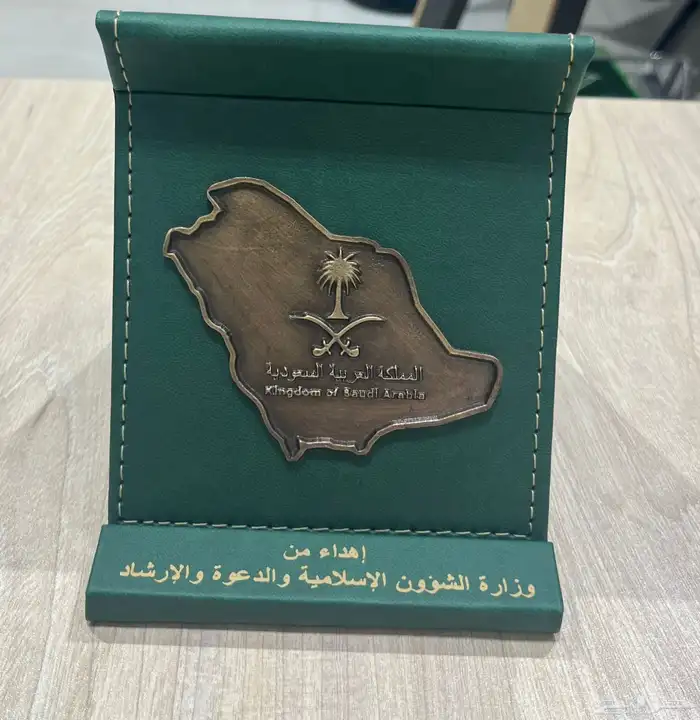 المملكة العربية السعودية
Kingdom of Saudi Arabia
إهداء من
وزارة الشؤون الإسلامية والدعوة والإرشاد